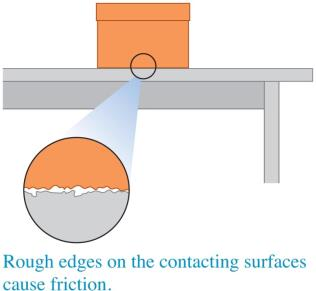 Rough edges on the contacting surfaces
cause friction.